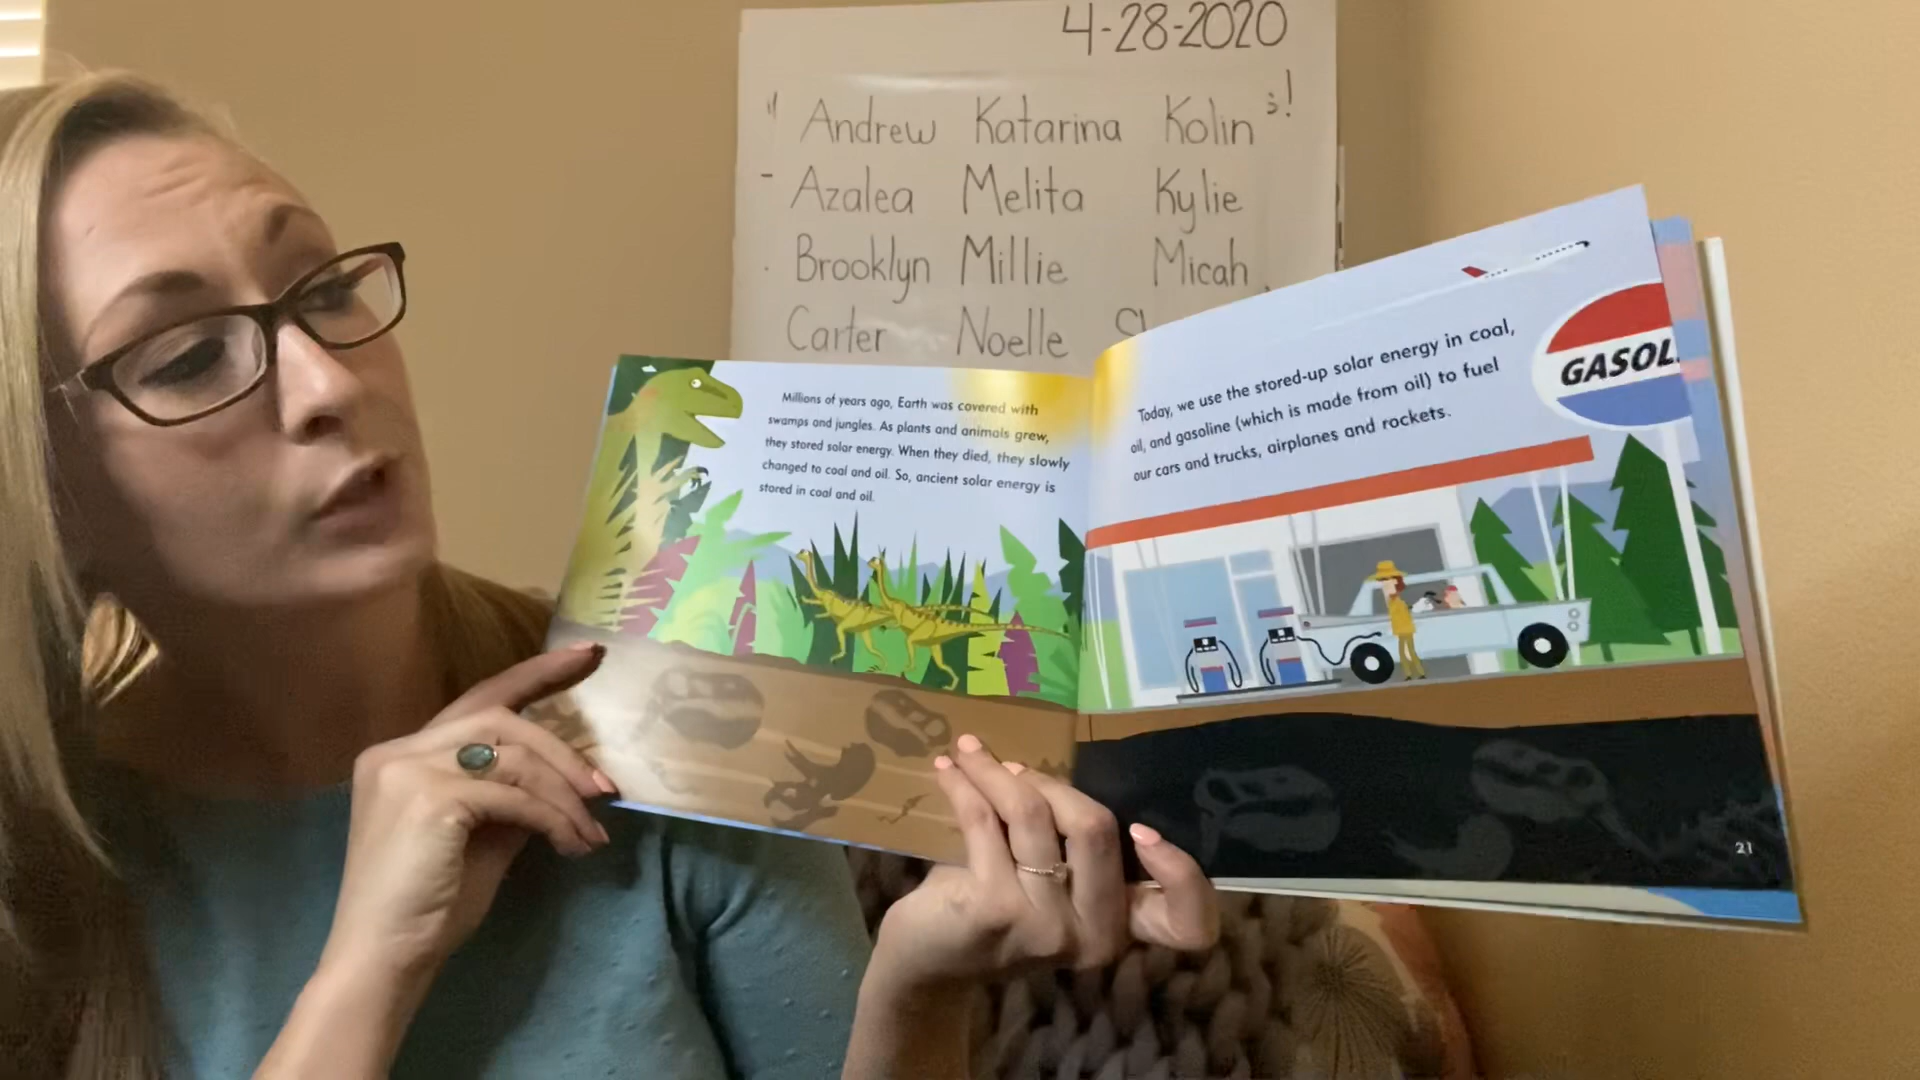 4-28-2020
Andrew Katarina Kolin
Azalea Melita Kylie
Brooklyn Millie Micah
Carter Noelle
Millions of years ago, Earth was covered with
swamps and jungles. As plants and animals grew,
they stored solar energy. When they died, they slowly
changed to coal and oil. So, ancient solar energy is
stored in coal and oil.
Today, we use the stored-up solar energy in coal,
oil, and gasoline (which is made from oil) to fuel
our cars and trucks, airplanes and rockets.
GASOL
21